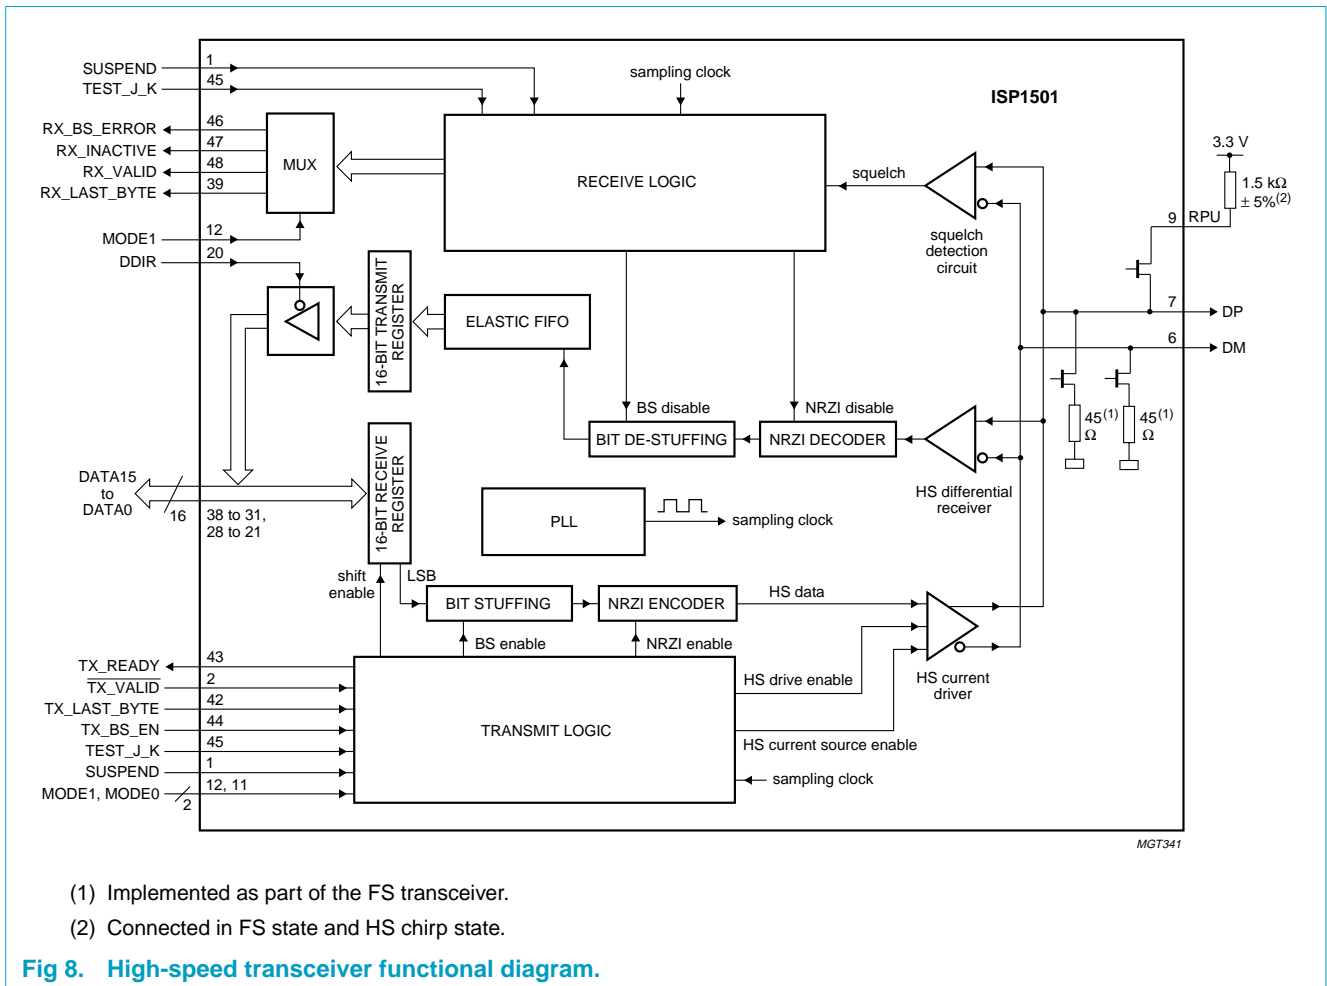 SUSPEND
1
TEST_J_K
45
sampling clock
ISP1501
RX_BS_ERROR
46
RX_INACTIVE
47
RX_VALID
48
RX_LAST_BYTE
39
MUX
RECEIVE LOGIC
squelch
squelch
detection
circuit
3.3 V
1.5 kΩ
± 5%(2)
9 RPU
MODE1
12
DDIR
20
16-BIT TRANSMIT
REGISTER
ELASTIC FIFO
7
DP
6
DM
BS disable
NRZI disable
BIT DE-STUFFING
NRZI DECODER
45(1)
Ω
45(1)
Ω
HS differential
receiver
DATA15
to
DATA0
16
38 to 31,
28 to 21
16-BIT RECEIVE
REGISTER
PLL
sampling clock
shift
enable
LSB
BIT STUFFING
NRZI ENCODER
HS data
BS enable
NRZI enable
HS drive enable
HS current
driver
HS current source enable
sampling clock
TRANSMIT LOGIC
TX_READY
43
TX_VALID
2
TX_LAST_BYTE
42
TX_BS_EN
44
TEST_J_K
45
SUSPEND
1
MODE1, MODE0
2
12, 11
MGT341
(1) Implemented as part of the FS transceiver.
(2) Connected in FS state and HS chirp state.
Fig 8. High-speed transceiver functional diagram.